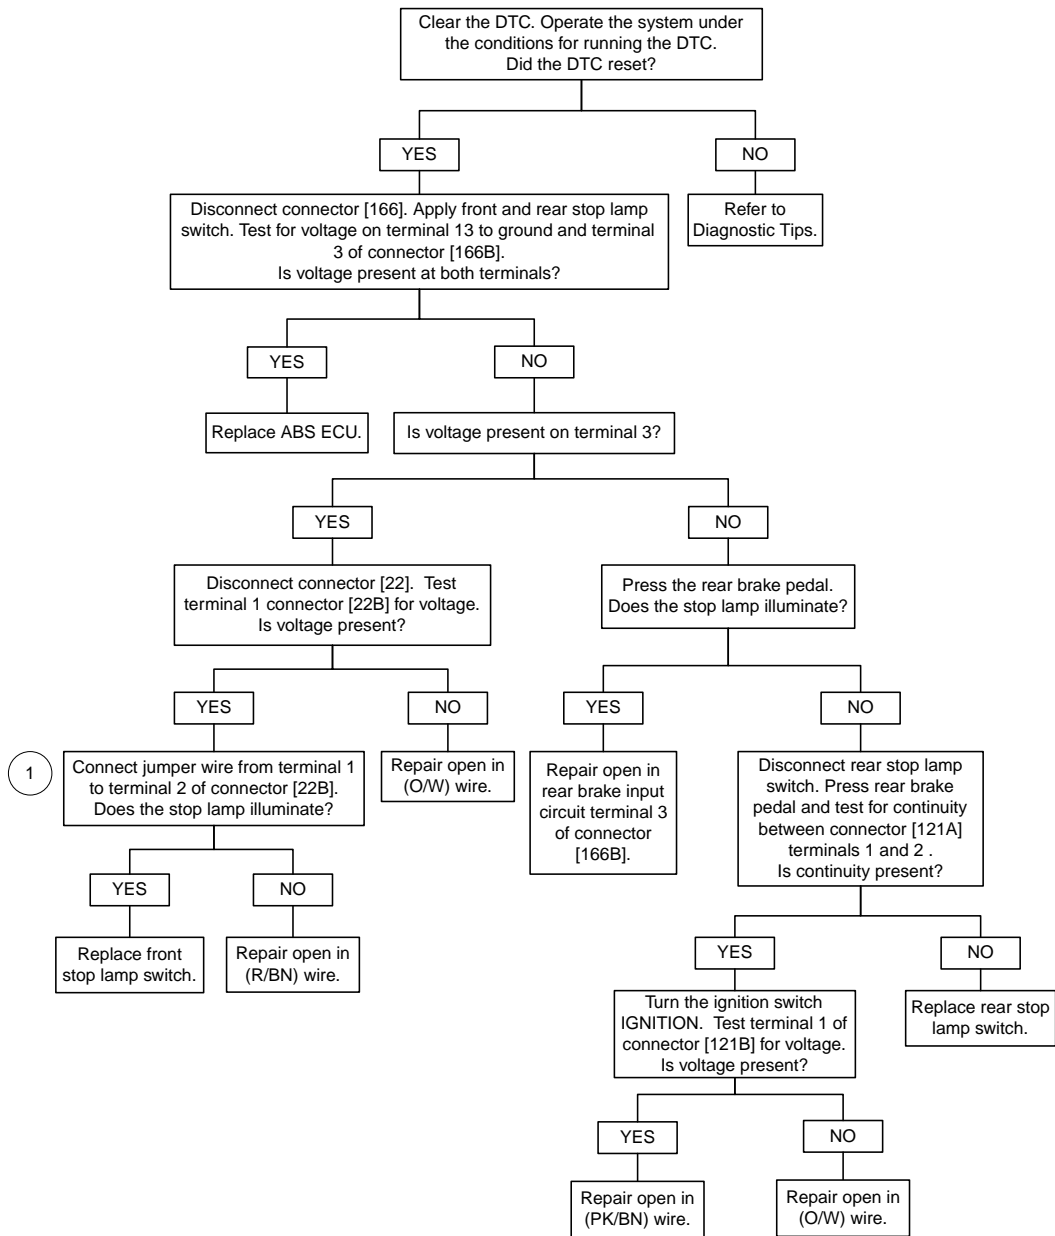 Clear the DTC. Operate the system under
the conditions for running the DTC.
Did the DTC reset?
YES
NO
Disconnect connector [166]. Apply front and rear stop lamp
switch. Test for voltage on terminal 13 to ground and terminal
3 of connector [166B].
Is voltage present at both terminals?
Refer to
Diagnostic Tips.
YES
NO
Replace ABS ECU.
Is voltage present on terminal 3?
YES
NO
Disconnect connector [22]. Test
terminal 1 connector [22B] for voltage.
Is voltage present?
Press the rear brake pedal.
Does the stop lamp illuminate?
YES
NO
YES
NO
1
Connect jumper wire from terminal 1
to terminal 2 of connector [22B].
Does the stop lamp illuminate?
Repair open in
(O/W) wire.
Repair open in
rear brake input
circuit terminal 3
of connector
[166B].
Disconnect rear stop lamp
switch. Press rear brake
pedal and test for continuity
between connector [121A]
terminals 1 and 2 .
Is continuity present?
YES
NO
Replace front
stop lamp switch.
Repair open in
(R/BN) wire.
YES
NO
Turn the ignition switch
IGNITION. Test terminal 1 of
connector [121B] for voltage.
Is voltage present?
Replace rear stop
lamp switch.
YES
NO
Repair open in
(PK/BN) wire.
Repair open in
(O/W) wire.